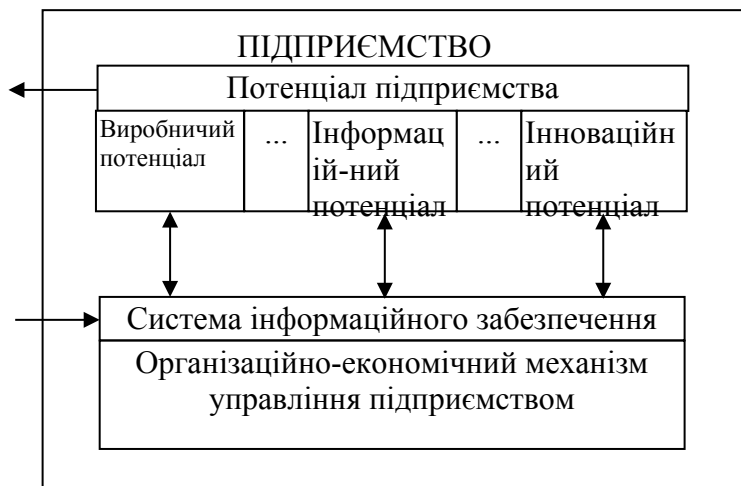 ПІДПРИЄМСТВО
Потенціал підприємства
Виробничий
потенціал
...
Інформац
ій-ний
потенціал
...
Інноваційн
ий
потенціал
Система інформаційного забезпечення
Організаційно-економічний механізм
управління підприємством